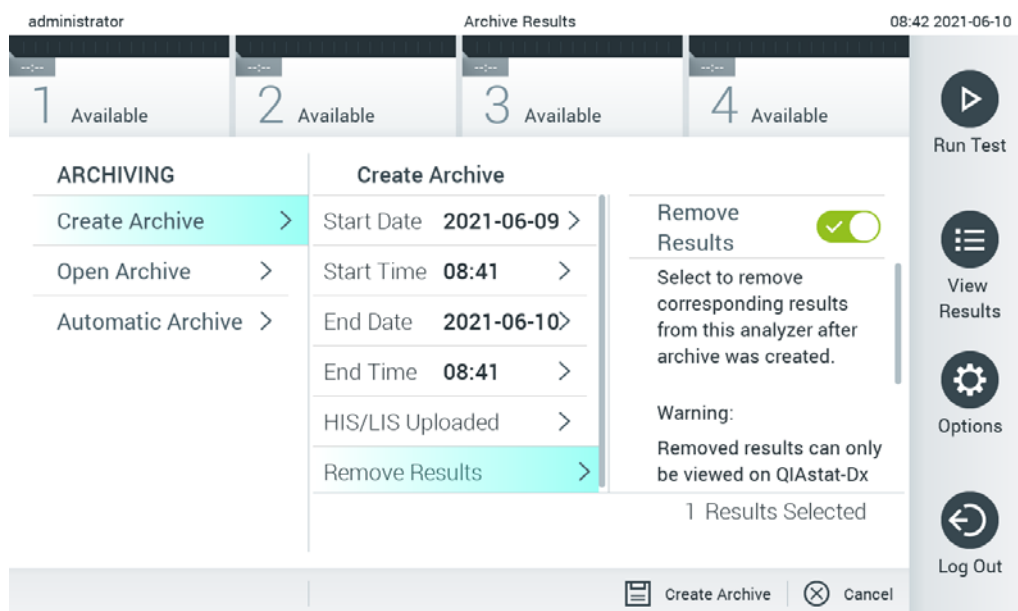 administrator
Archive Results
08:42 2021-06-10
--:--
1 Available
--:--
2 Available
--:--
3 Available
--:--
4 Available
ARCHIVING
Create Archive
Open Archive
Automatic Archive
Create Archive
Start Date 2021-06-09
Start Time 08:41
End Date 2021-06-10
End Time 08:41
HIS/LIS Uploaded
Remove Results
Remove
Results
Select to remove
corresponding results
from this analyzer after
archive was created.
Warning:
Removed results can only
be viewed on QIAstat-Dx
1 Results Selected
Run Test
View
Results
Options
Log Out
Create Archive
Cancel